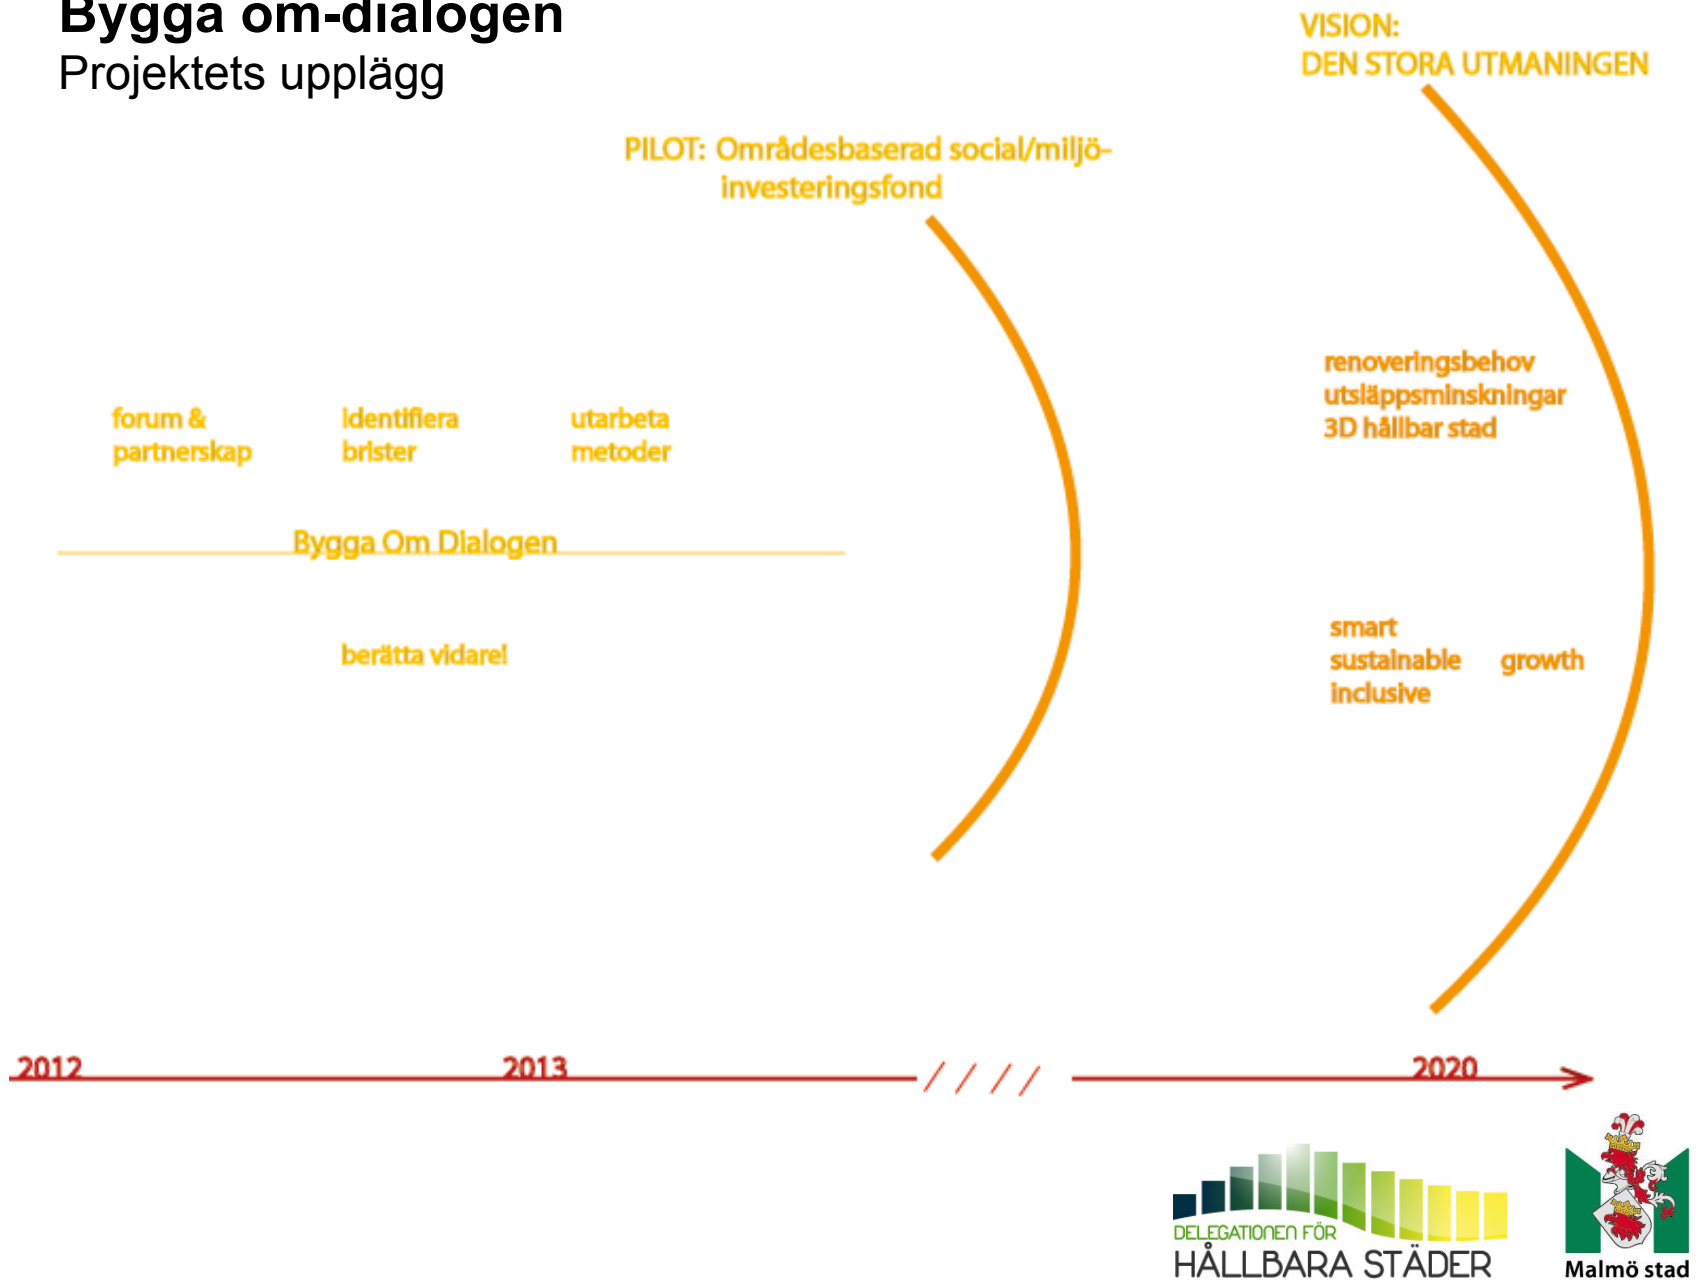 Bygga om-dialogen
Projektets upplägg
VISION:
DEN STORA UTMANINGEN
PILOT: Områdesbaserad social/miljö-
investeringsfond
renoveringsbehov
utsläppsminskningar
3D hållbar stad
forum &
partnerskap
identifiera
brister
utarbeta
metoder
Bygga Om Dialogen
berätta vidare!
smart
sustainable growth
inclusive
2012 2013 2020
DELEGATIONEN FÖR
HÅLLBARA STÄDER
Malmö stad